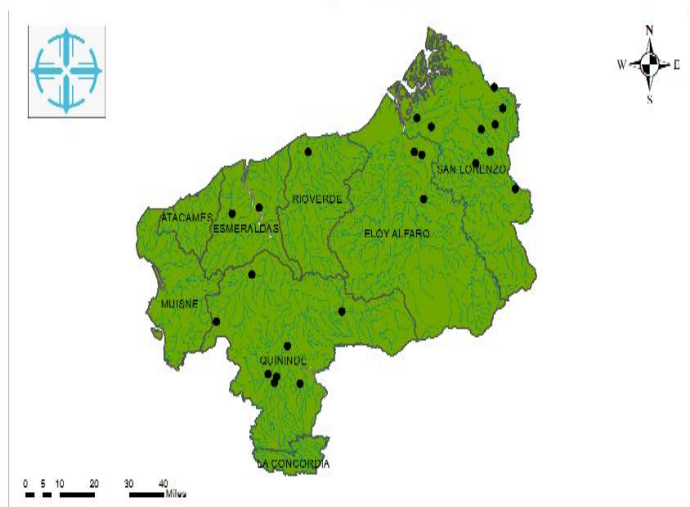 N
W E
S
SAN LORENZO
RIOVERDE
ATACAMES
ESMERALDAS
ELOY ALFARO
MUISNE
QUININDE
LA CONCORDIA
0 5 10 20 30 40
Miles